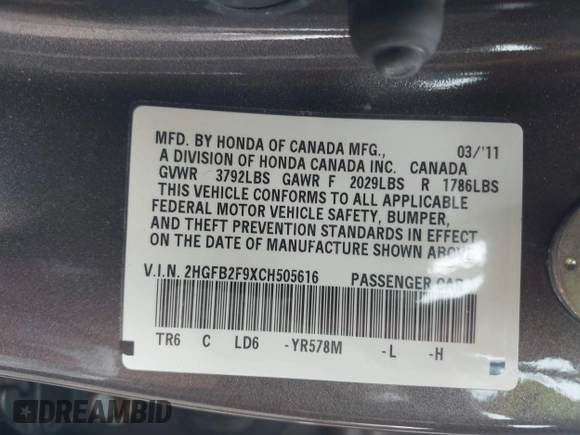 MFD. BY HONDA OF CANADA MFG., 03/'11
A DIVISION OF HONDA CANADA INC. CANADA
GVWR 3792LBS GAWR F 2029LBS R 1786LBS
THIS VEHICLE CONFORMS TO ALL APPLICABLE
FEDERAL MOTOR VEHICLE SAFETY, BUMPER,
AND THEFT PREVENTION STANDARDS IN EFFECT
ON THE DATE OF MANUFACTURE SHOWN ABOVE
V.I.N. 2HGFB2F9XCH505616 PASSENGER CAR
TR6 C LD6 -YR578M -L -H
DREAMBID